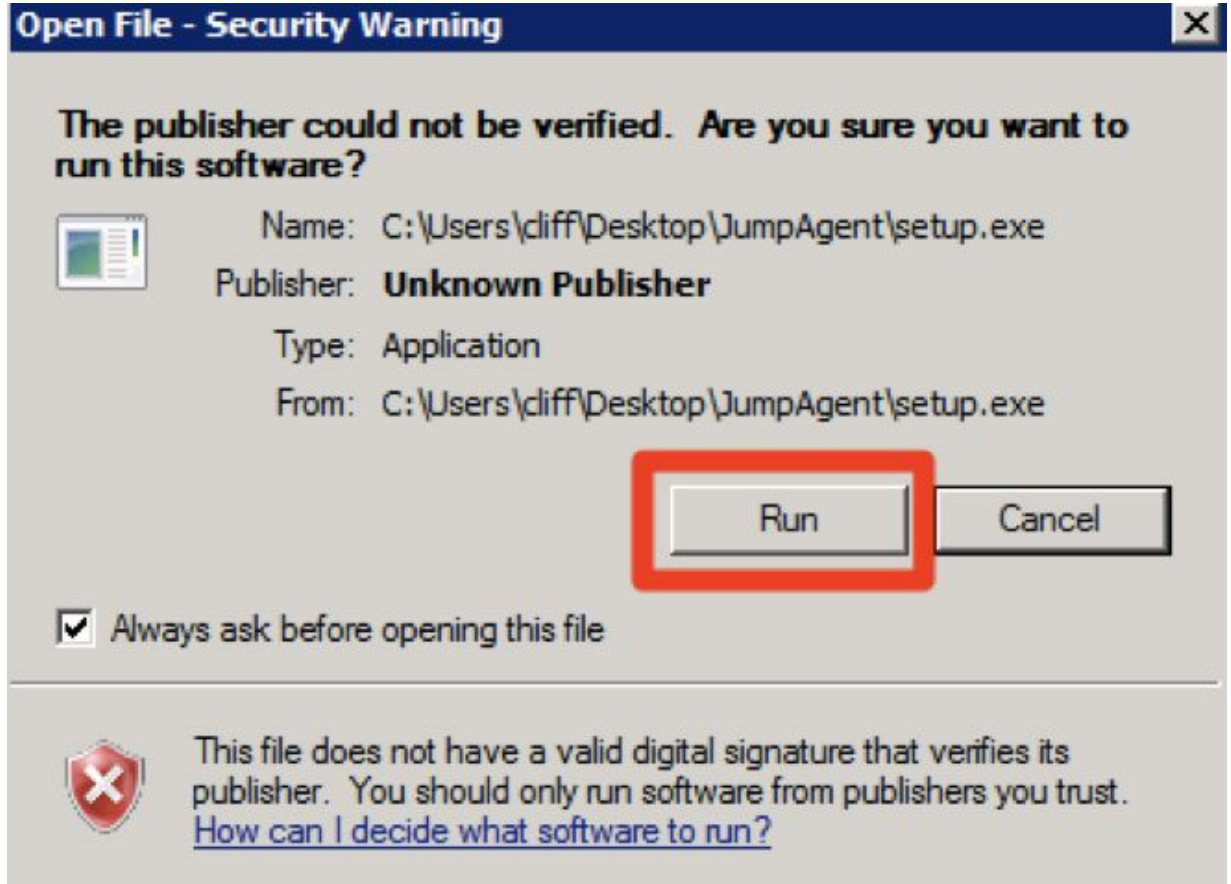 Open File - Security Warning
The publisher could not be verified. Are you sure you want to
run this software?
Name: C:\Users\cliff\Desktop\JumpAgent\setup.exe
Publisher: Unknown Publisher
Type: Application
From: C:\Users\cliff\Desktop\JumpAgent\setup.exe
Run Cancel
Always ask before opening this file
This file does not have a valid digital signature that verifies its
publisher. You should only run software from publishers you trust.
How can I decide what software to run?